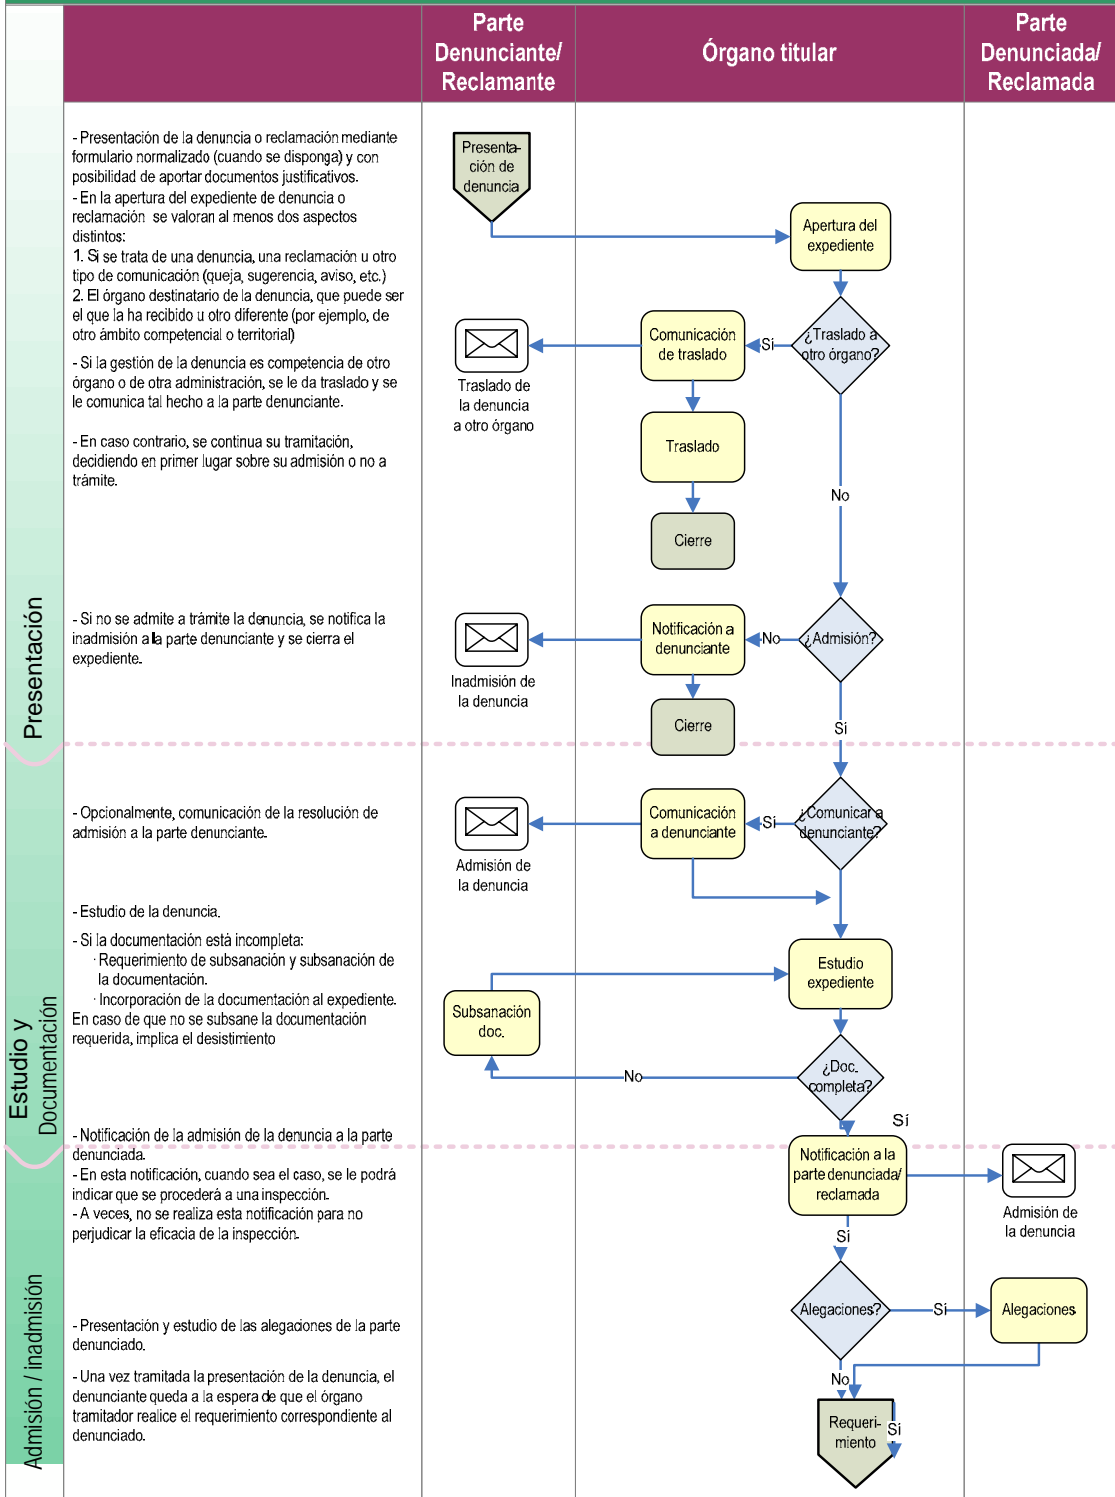 Parte
Denunciante/
Reclamante
Órgano titular
Parte
Denunciada/
Reclamada
Presentación
- Presentación de la denuncia o reclamación mediante
formulario normalizado (cuando se disponga) y con
posibilidad de aportar documentos justificativos.
- En la apertura del expediente de denuncia o
reclamación se valoran al menos dos aspectos
distintos:
1. Si se trata de una denuncia, una reclamación u otro
tipo de comunicación (queja, sugerencia, aviso, etc.)
2. El órgano destinatario de la denuncia, que puede ser
el que la ha recibido u otro diferente (por ejemplo, de
otro ámbito competencial o territorial)
- Si la gestión de la denuncia es competencia de otro
órgano o de otra administración, se le da traslado y se
le comunica tal hecho a la parte denunciante.
- En caso contrario, se continua su tramitación,
decidiendo en primer lugar sobre su admisión o no a
trámite.
- Si no se admite a trámite la denuncia, se notifica la
inadmisión a la parte denunciante y se cierra el
expediente.
Presenta-
ción de
denuncia
Apertura del
expediente
¿Traslado a
otro órgano?
Sí
Comunicación
de traslado
Traslado de
la denuncia
a otro órgano
Traslado
Cierre
No
¿Admisión?
No
Notificación a
denunciante
Inadmisión de
la denuncia
Cierre
Sí
Estudio y
Documentación
- Opcionalmente, comunicación de la resolución de
admisión a la parte denunciante.
- Estudio de la denuncia.
- Si la documentación está incompleta:
· Requerimiento de subsanación y subsanación de
la documentación.
· Incorporación de la documentación al expediente.
En caso de que no se subsane la documentación
requerida, implica el desistimiento
¿Comunicar a
denunciante?
Sí
Comunicación
a denunciante
Admisión de
la denuncia
Estudio
expediente
Subsanación
doc.
¿Doc.
completa?
No
Sí
Admisión / inadmisión
- Notificación de la admisión de la denuncia a la parte
denunciada.
- En esta notificación, cuando sea el caso, se le podrá
indicar que se procederá a una inspección.
- A veces, no se realiza esta notificación para no
perjudicar la eficacia de la inspección.
- Presentación y estudio de las alegaciones de la parte
denunciado.
- Una vez tramitada la presentación de la denuncia, el
denunciante queda a la espera de que el órgano
tramitador realice el requerimiento correspondiente al
denunciado.
Notificación a la
parte denunciada/
reclamada
Admisión de
la denuncia
Sí
Alegaciones?
Sí
Alegaciones
No
Requeri-
miento
Sí